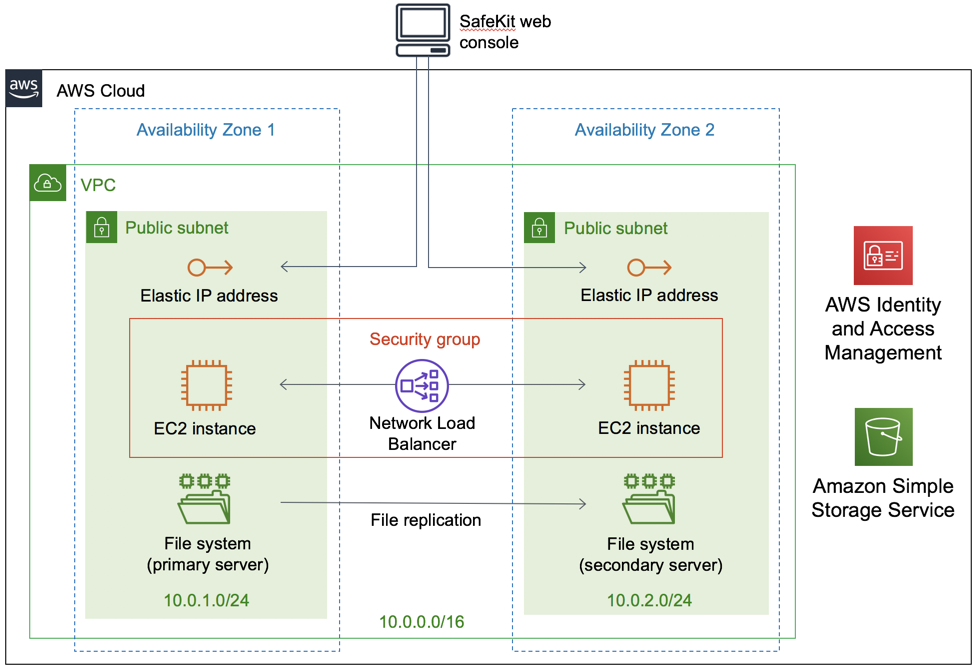 SafeKit web
console
aws
AWS Cloud
Availability Zone 1
Availability Zone 2
VPC
Public subnet
Public subnet
Elastic IP address
Elastic IP address
AWS Identity
and Access
Management
Security group
EC2 instance
Network Load
Balancer
EC2 instance
Amazon Simple
Storage Service
File replication
File system
(primary server)
File system
(secondary server)
10.0.1.0/24
10.0.2.0/24
10.0.0.0/16